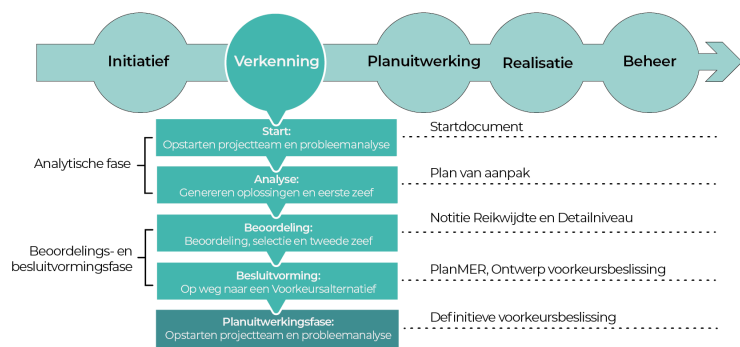 Initiatief
Verkenning
Planuitwerking
Realisatie
Beheer
Start:
Opstarten projectteam en probleemanalyse
Startdocument
Analytische fase
Analyse:
Genereren oplossingen en eerste zeef
Plan van aanpak
Beoordeling:
Beoordeling, selectie en tweede zeef
Notitie Reikwijdte en Detailniveau
Beoordelings- en
besluitvormingsfase
Besluitvorming:
Op weg naar een Voorkeursalternatief
PlanMER, Ontwerp voorkeursbeslissing
Planuitwerkingsfase:
Opstarten projectteam en probleemanalyse
Definitieve voorkeursbeslissing